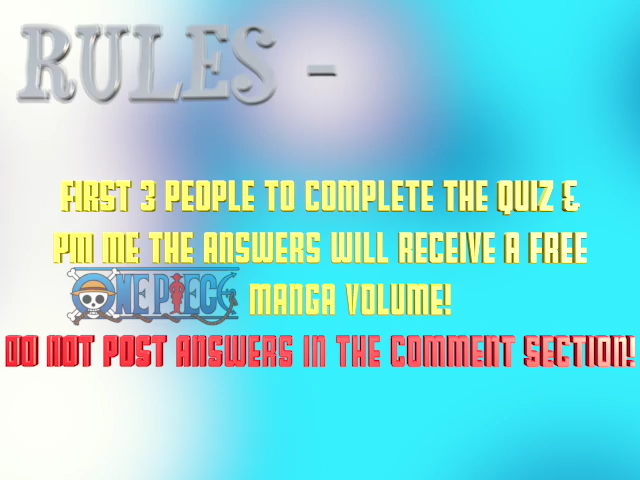 RULES -
FIRST 3 PEOPLE TO COMPLETE THE QUIZ &
PM ME THE ANSWERS WILL RECEIVE A FREE
ONE PIECE MANGA VOLUME!
DO NOT POST ANSWERS IN THE COMMENT SECTION!